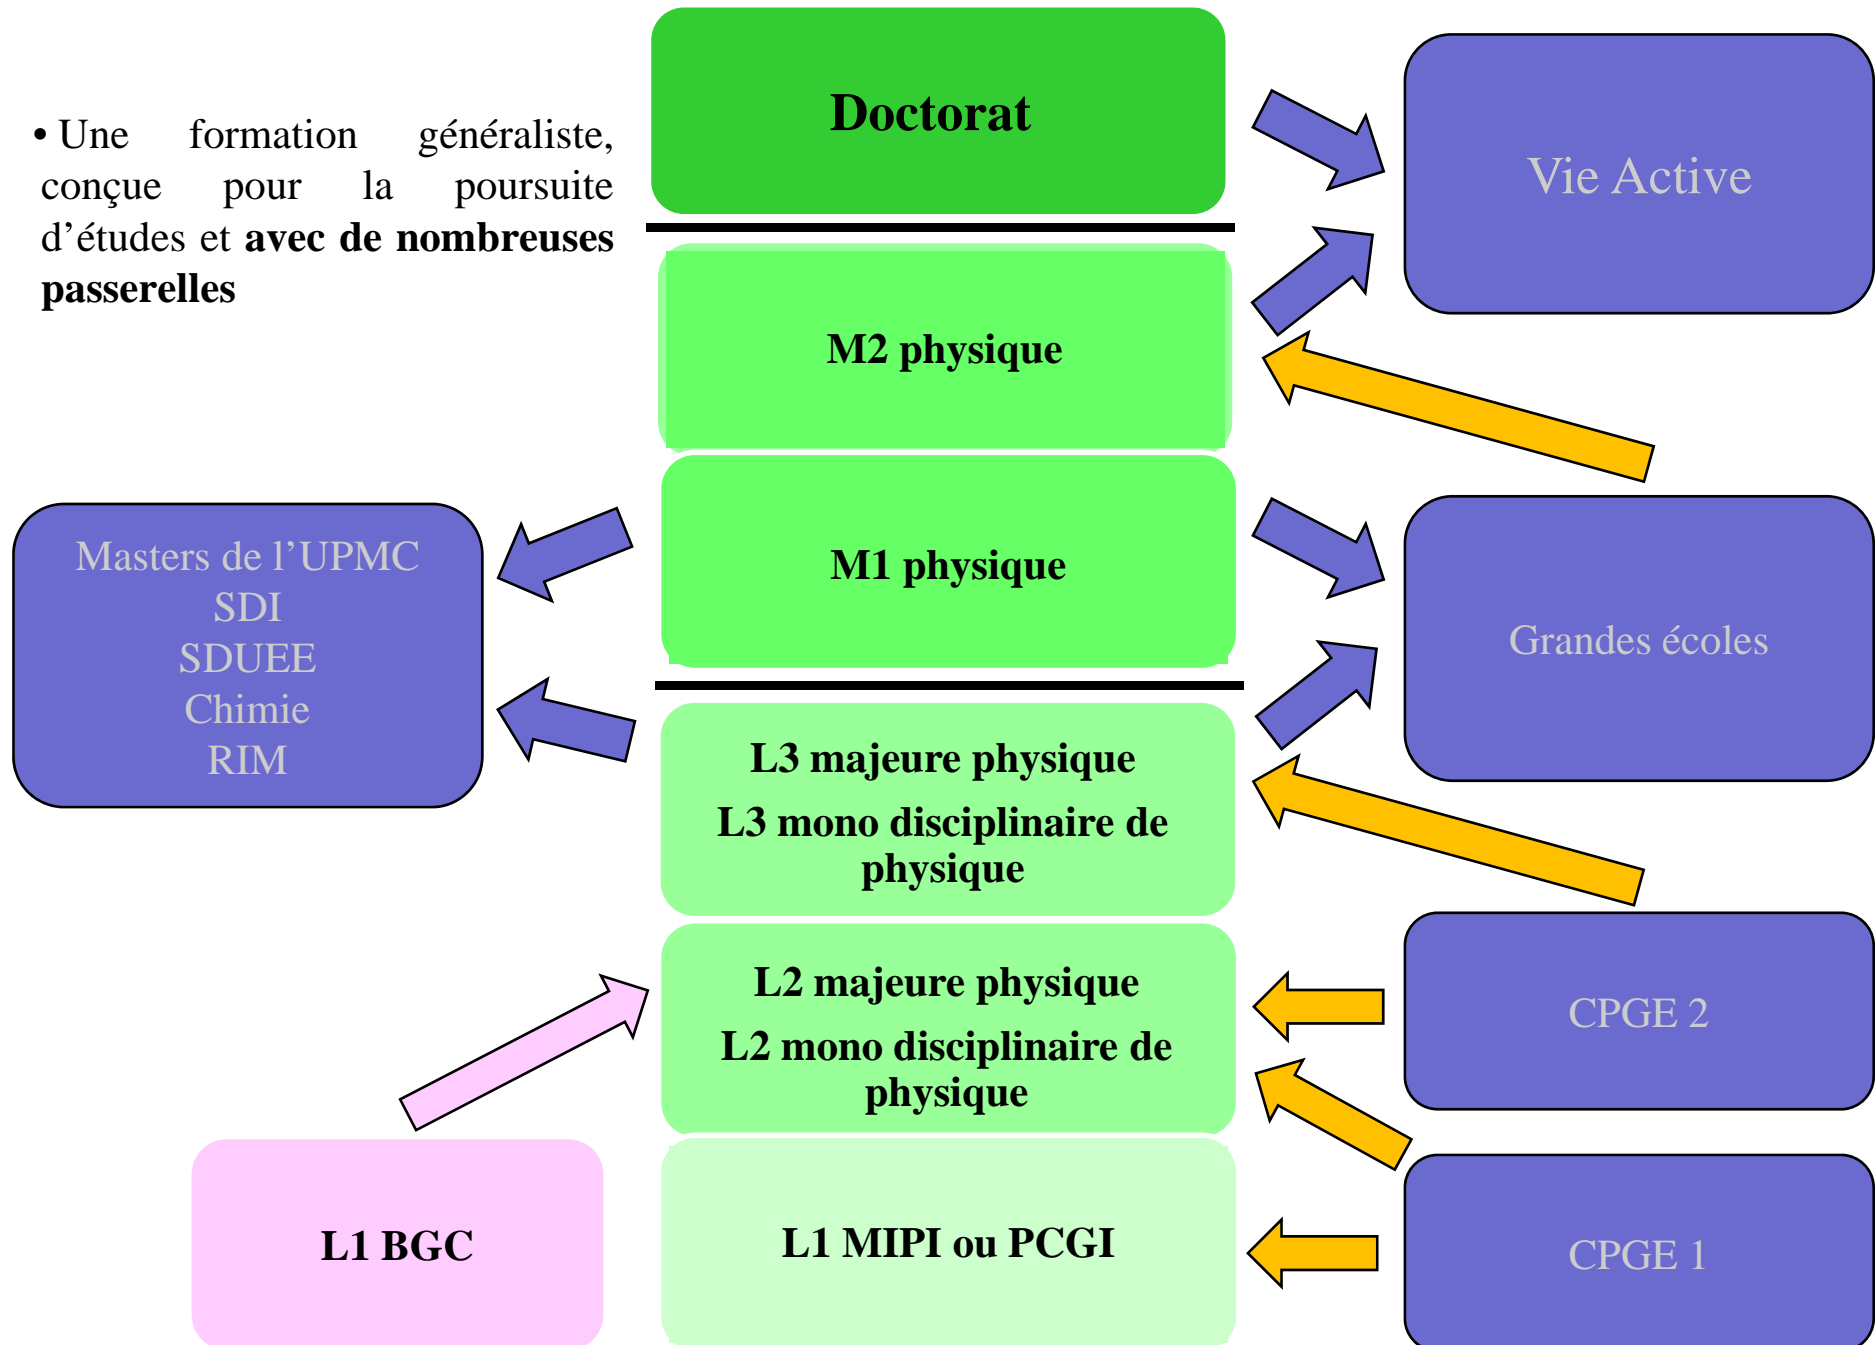 Doctorat
• Une formation généraliste,
conçue pour la poursuite
d’études et avec de nombreuses
passerelles
Vie Active
M2 physique
Masters de l’UPMC
SDI
SDUEE
Chimie
RIM
M1 physique
Grandes écoles
L3 majeure physique
L3 mono disciplinaire de
physique
L2 majeure physique
L2 mono disciplinaire de
physique
CPGE 2
L1 BGC
L1 MIPI ou PCGI
CPGE 1